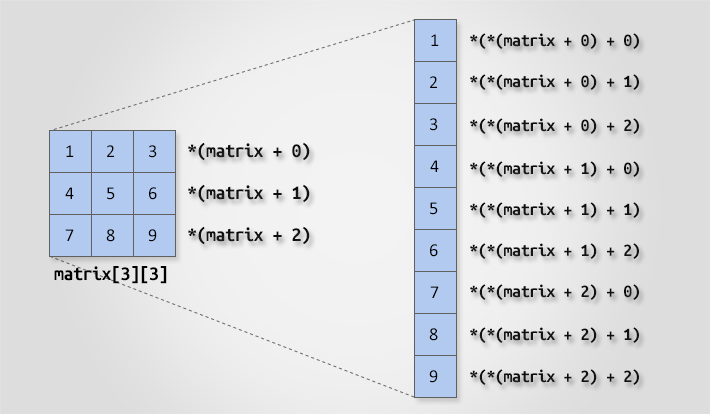 1 2 3 *(matrix + 0)
4 5 6 *(matrix + 1)
7 8 9 *(matrix + 2)
matrix[3][3]
1 *(*(matrix + 0) + 0)
2 *(*(matrix + 0) + 1)
3 *(*(matrix + 0) + 2)
4 *(*(matrix + 1) + 0)
5 *(*(matrix + 1) + 1)
6 *(*(matrix + 1) + 2)
7 *(*(matrix + 2) + 0)
8 *(*(matrix + 2) + 1)
9 *(*(matrix + 2) + 2)